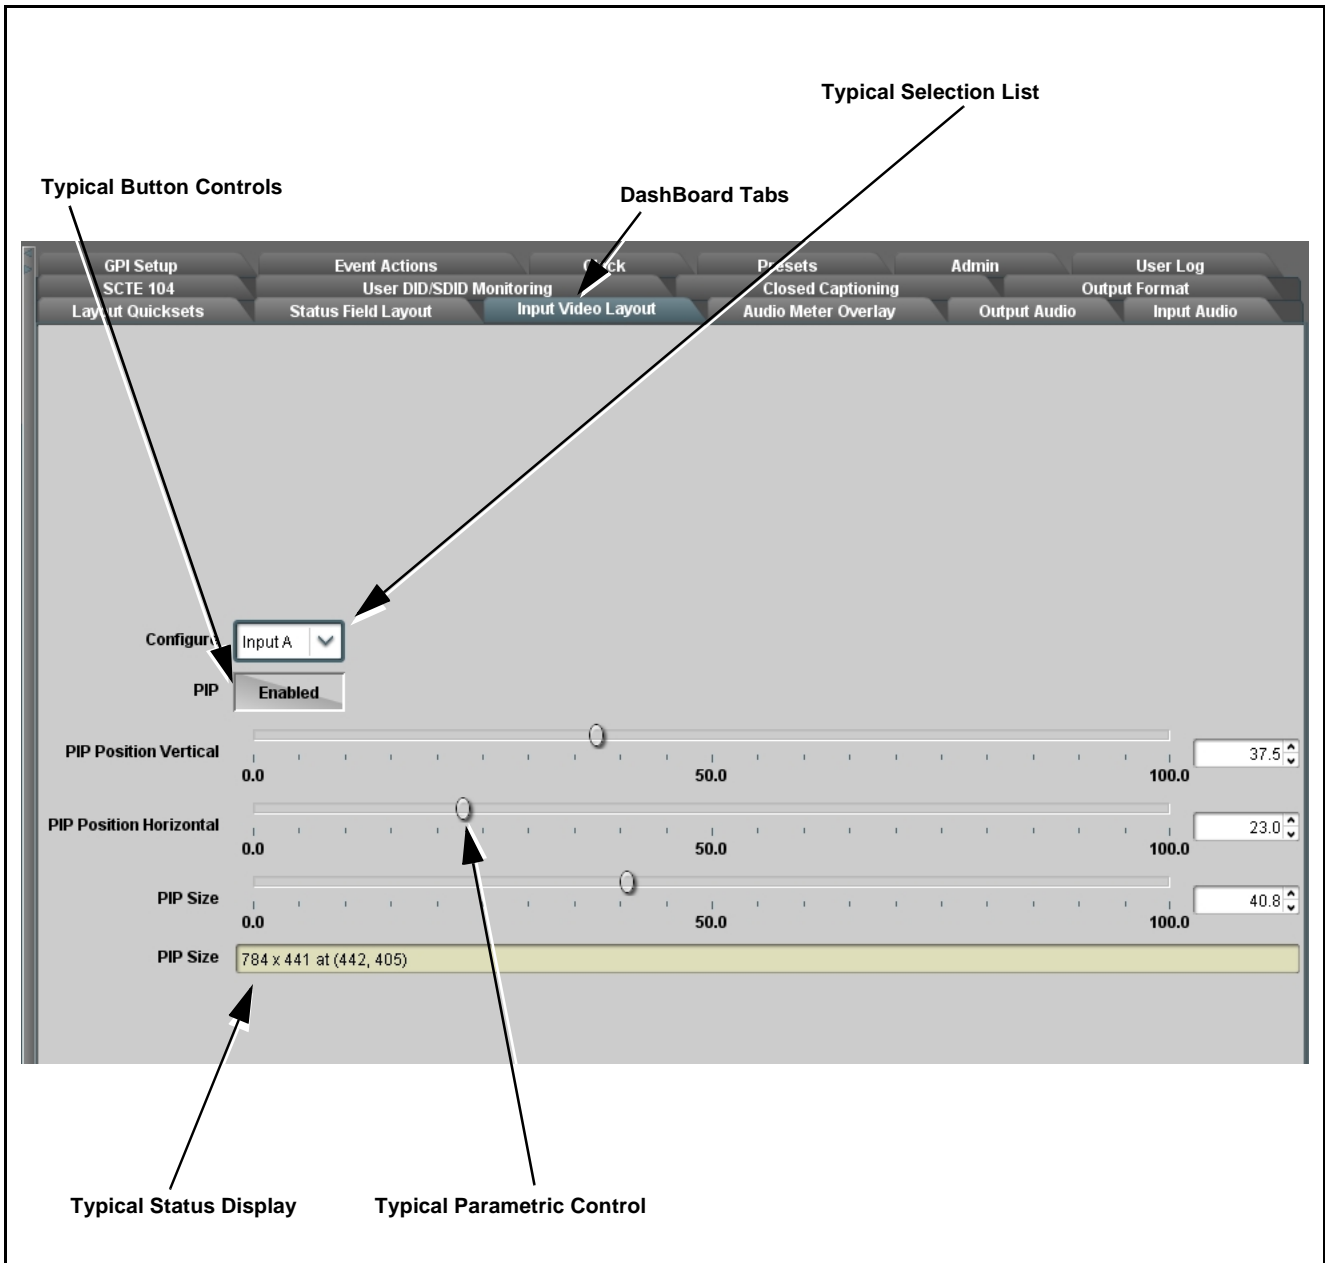 Typical Selection List
Typical Button Controls
DashBoard Tabs
GPI Setup Event Actions Presets Admin User Log
SCTE 104 User DID/SDID Monitoring Closed Captioning Output Format
Layout Quicksets Status Field Layout Input Video Layout Audio Meter Overlay Output Audio Input Audio
Configure Input A
PIP Enabled
PIP Position Vertical 37.5
0.0 50.0 100.0
PIP Position Horizontal 23.0
0.0 50.0 100.0
PIP Size 40.8
0.0 50.0 100.0
PIP Size 784 x 441 at (442, 405)
Typical Status Display Typical Parametric Control